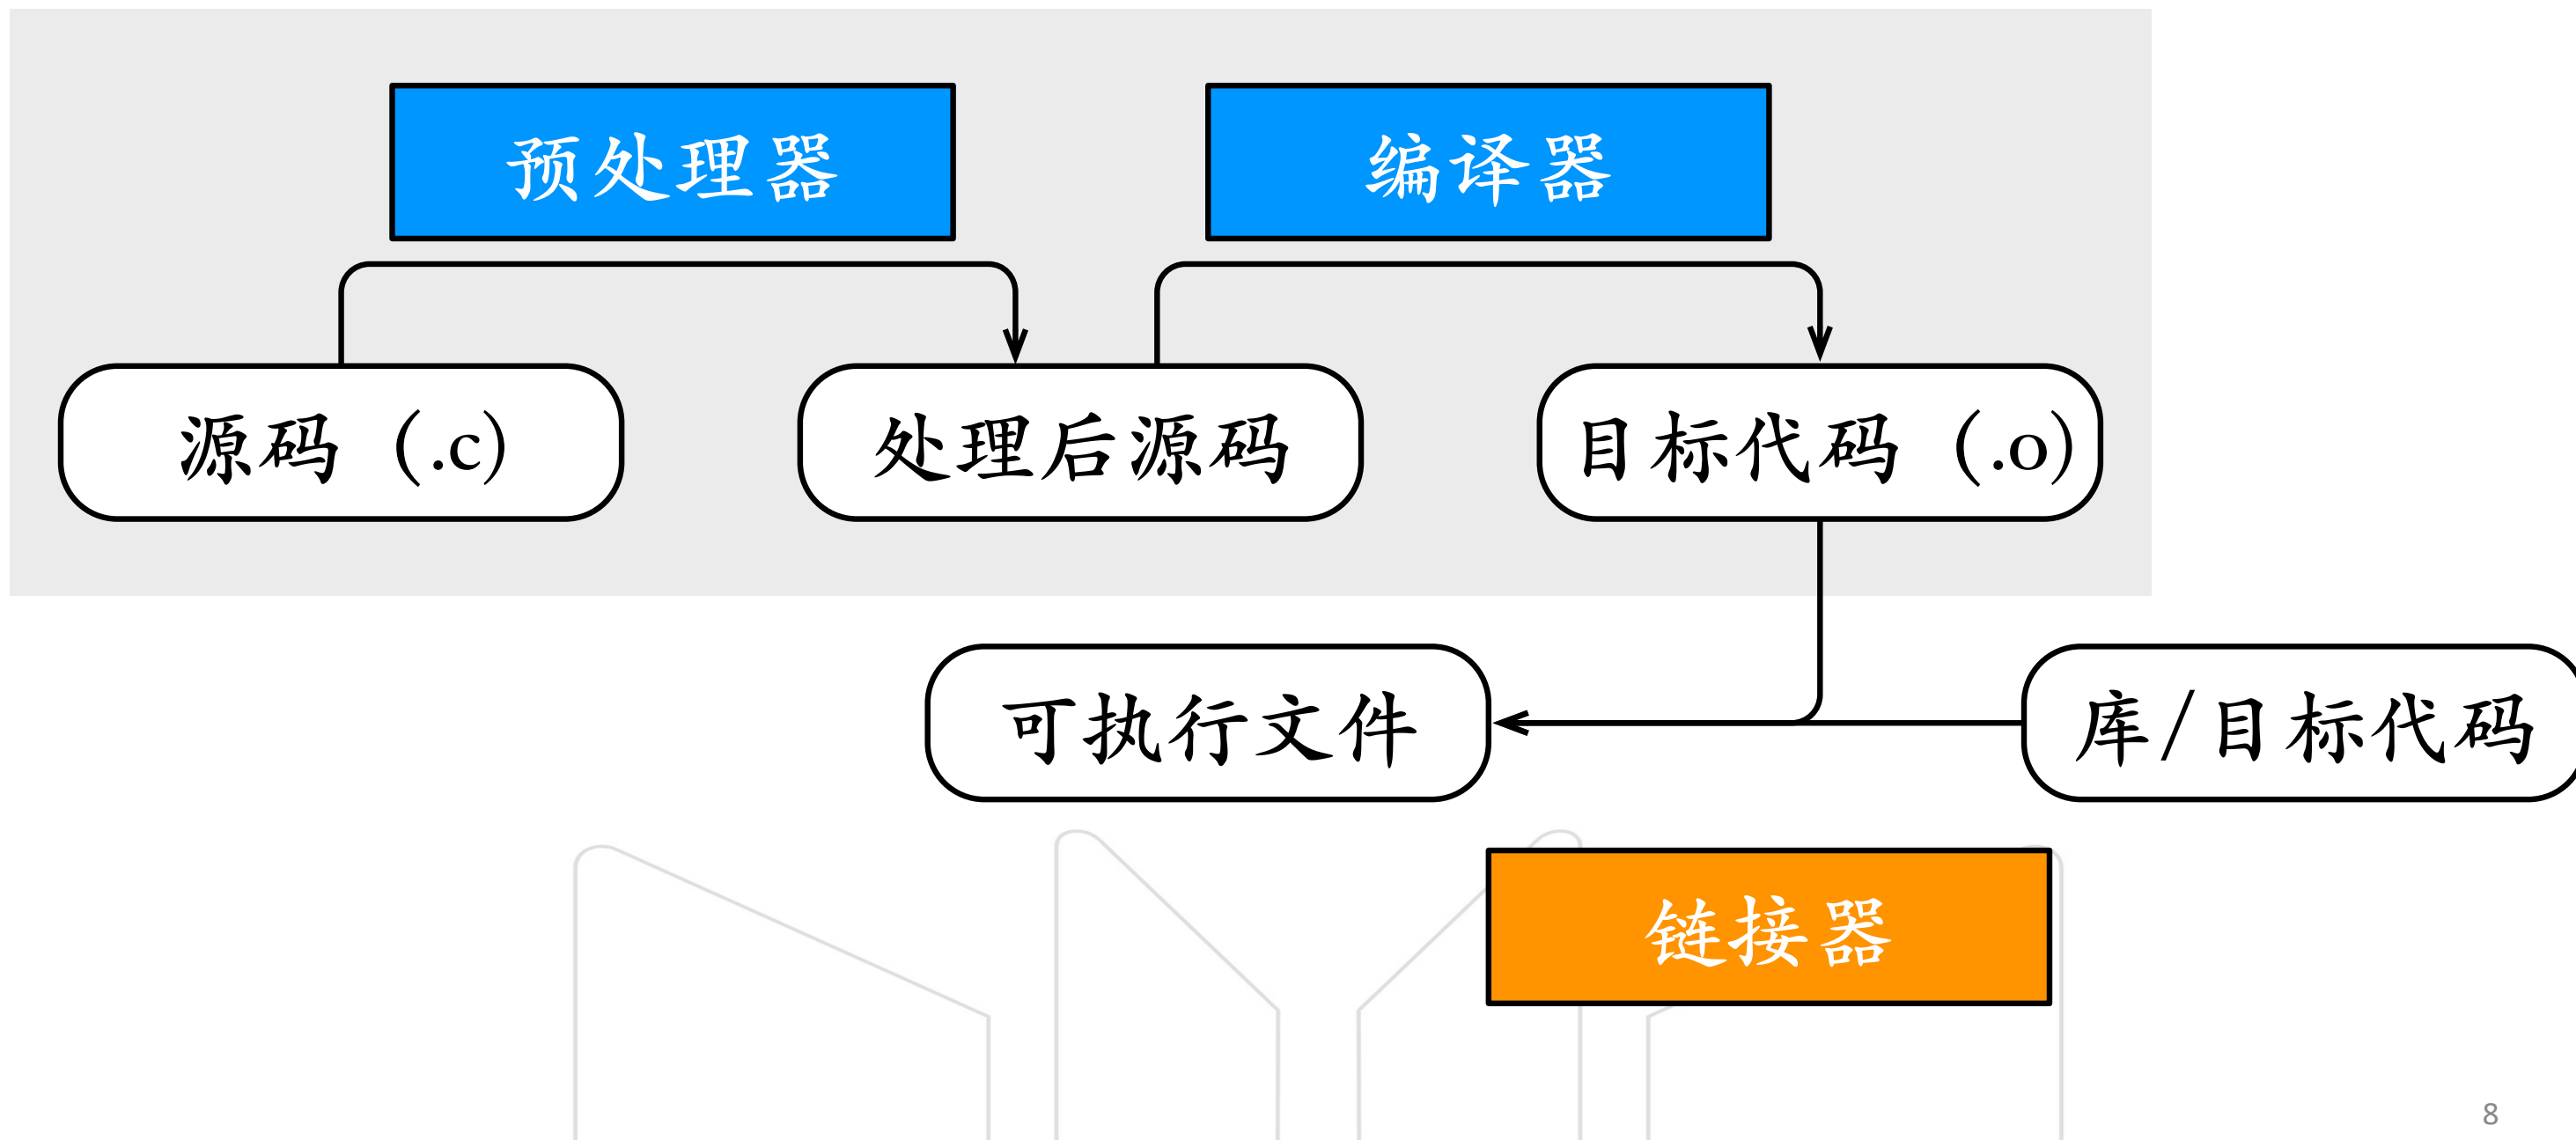 预处理器
编译器
源码（.c）
处理后源码
目标代码（.o）
可执行文件
库/目标代码
链接器
8